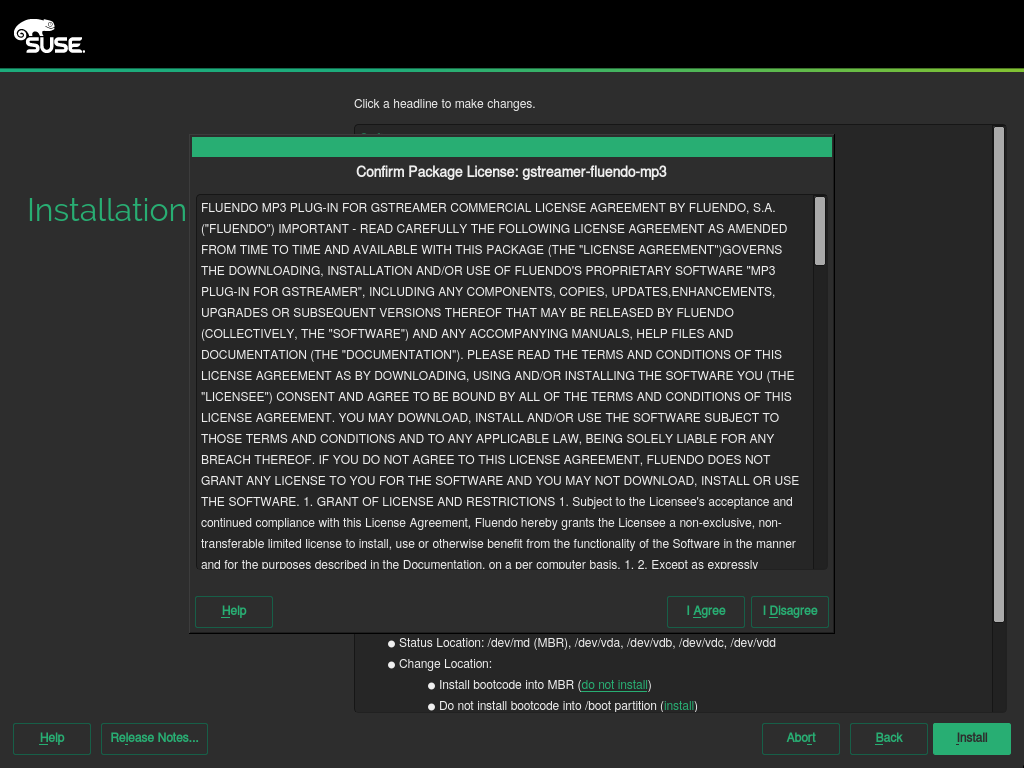 SUSE
Click a headline to make changes.
Installation
Confirm Package License: gstreamer-fluendo-mp3
FLUENDO MP3 PLUG-IN FOR GSTREAMER COMMERCIAL LICENSE AGREEMENT BY FLUENDO, S.A.
("FLUENDO") IMPORTANT - READ CAREFULLY THE FOLLOWING LICENSE AGREEMENT AS AMENDED
FROM TIME TO TIME AND AVAILABLE WITH THIS PACKAGE (THE "LICENSE AGREEMENT")GOVERNS
THE DOWNLOADING, INSTALLATION AND/OR USE OF FLUENDO'S PROPRIETARY SOFTWARE "MP3
PLUG-IN FOR GSTREAMER", INCLUDING ANY COMPONENTS, COPIES, UPDATES,ENHANCEMENTS,
UPGRADES OR SUBSEQUENT VERSIONS THEREOF THAT MAY BE RELEASED BY FLUENDO
(COLLECTIVELY, THE "SOFTWARE") AND ANY ACCOMPANYING MANUALS, HELP FILES AND
DOCUMENTATION (THE "DOCUMENTATION"). PLEASE READ THE TERMS AND CONDITIONS OF THIS
LICENSE AGREEMENT AS BY DOWNLOADING, USING AND/OR INSTALLING THE SOFTWARE YOU (THE
"LICENSEE") CONSENT AND AGREE TO BE BOUND BY ALL OF THE TERMS AND CONDITIONS OF THIS
LICENSE AGREEMENT. YOU MAY DOWNLOAD, INSTALL AND/OR USE THE SOFTWARE SUBJECT TO
THOSE TERMS AND CONDITIONS AND TO ANY APPLICABLE LAW, BEING SOLELY LIABLE FOR ANY
BREACH THEREOF. IF YOU DO NOT AGREE TO THIS LICENSE AGREEMENT, FLUENDO DOES NOT
GRANT ANY LICENSE TO YOU FOR THE SOFTWARE AND YOU MAY NOT DOWNLOAD, INSTALL OR USE
THE SOFTWARE. 1. GRANT OF LICENSE AND RESTRICTIONS 1. Subject to the Licensee's acceptance and
continued compliance with this License Agreement, Fluendo hereby grants the Licensee a non-exclusive, non-
transferable limited license to install, use or otherwise benefit from the functionality of the Software in the manner
and for the purposes described in the Documentation, on a per computer basis. 1. 2. Except as expressly
Help I Agree I Disagree
Status Location: /dev/md (MBR), /dev/vda, /dev/vdb, /dev/vdc, /dev/vdd
Change Location:
Install bootcode into MBR (do not install)
Do not install bootcode into /boot partition (install)
Help Release Notes... Abort Back Install